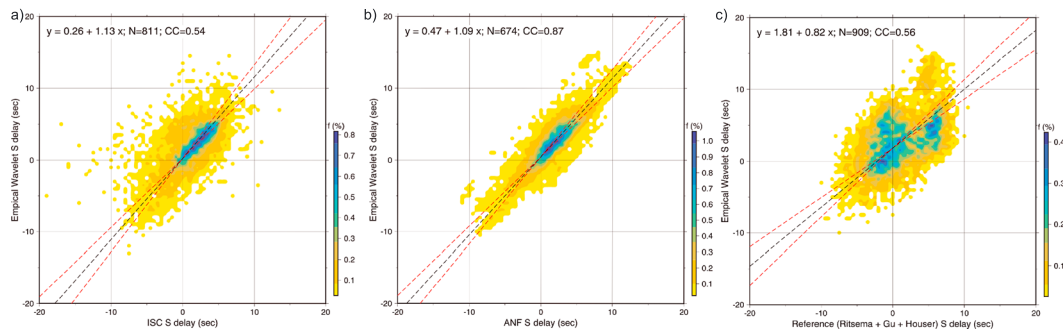 a)
y = 0.26 + 1.13 x; N=811; CC=0.54
Empical Wavelet S delay (sec)
20
10
0
-10
-20
-20 -10 0 10 20
ISC S delay (sec)
f (%)
0.8
0.7
0.6
0.5
0.4
0.3
0.2
0.1
b)
y = 0.47 + 1.09 x; N=674; CC=0.87
Empirical Wavelet S delay (sec)
20
10
0
-10
-20
-20 -10 0 10 20
ANF S delay (sec)
f (%)
1.0
0.9
0.8
0.7
0.6
0.5
0.4
0.3
0.2
0.1
c)
y = 1.81 + 0.82 x; N=909; CC=0.56
Empirical Wavelet S delay (sec)
20
10
0
-10
-20
-20 -10 0 10 20
Reference (Ritsema + Gu + Houser) S delay (sec)
f (%)
0.4
0.3
0.2
0.1